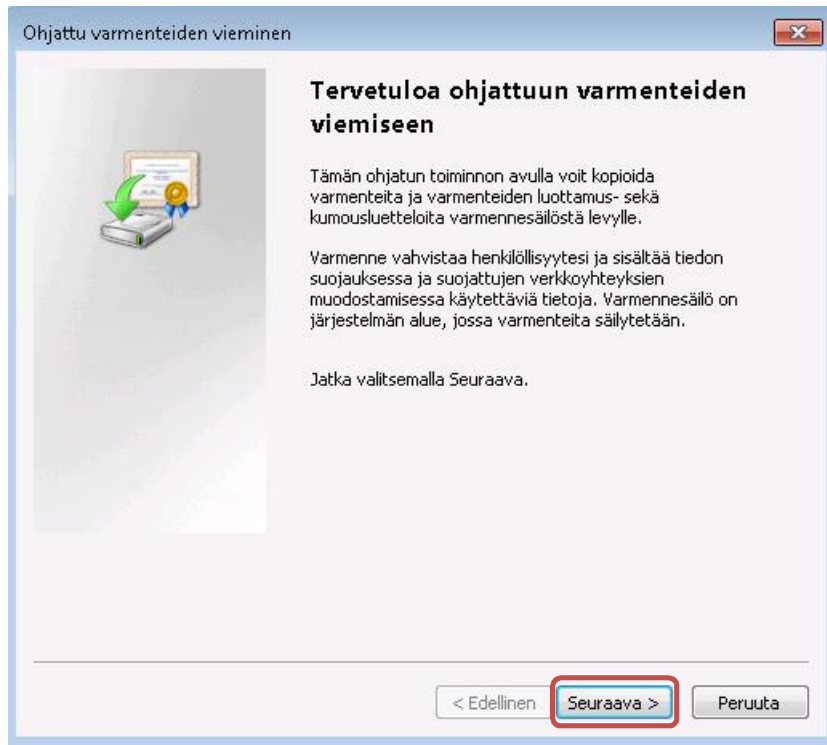 Ohjattu varmenteiden vieminen
Tervetuloa ohjattuun varmenteiden
viemiseen
Tämän ohjatun toiminnon avulla voit kopioida
varmenteita ja varmenteiden luottamus- sekä
kumousluetteloita varmennesäilöstä levylle.
Varmenne vahvistaa henkilöllisyytesi ja sisältää tiedon
suojauksessa ja suojattujen verkkoyhteyksien
muodostamisessa käytettäviä tietoja. Varmennesäilö on
järjestelmän alue, jossa varmenteita säilytetään.
Jatka valitsemalla Seuraava.
< Edellinen Seuraava > Peruuta